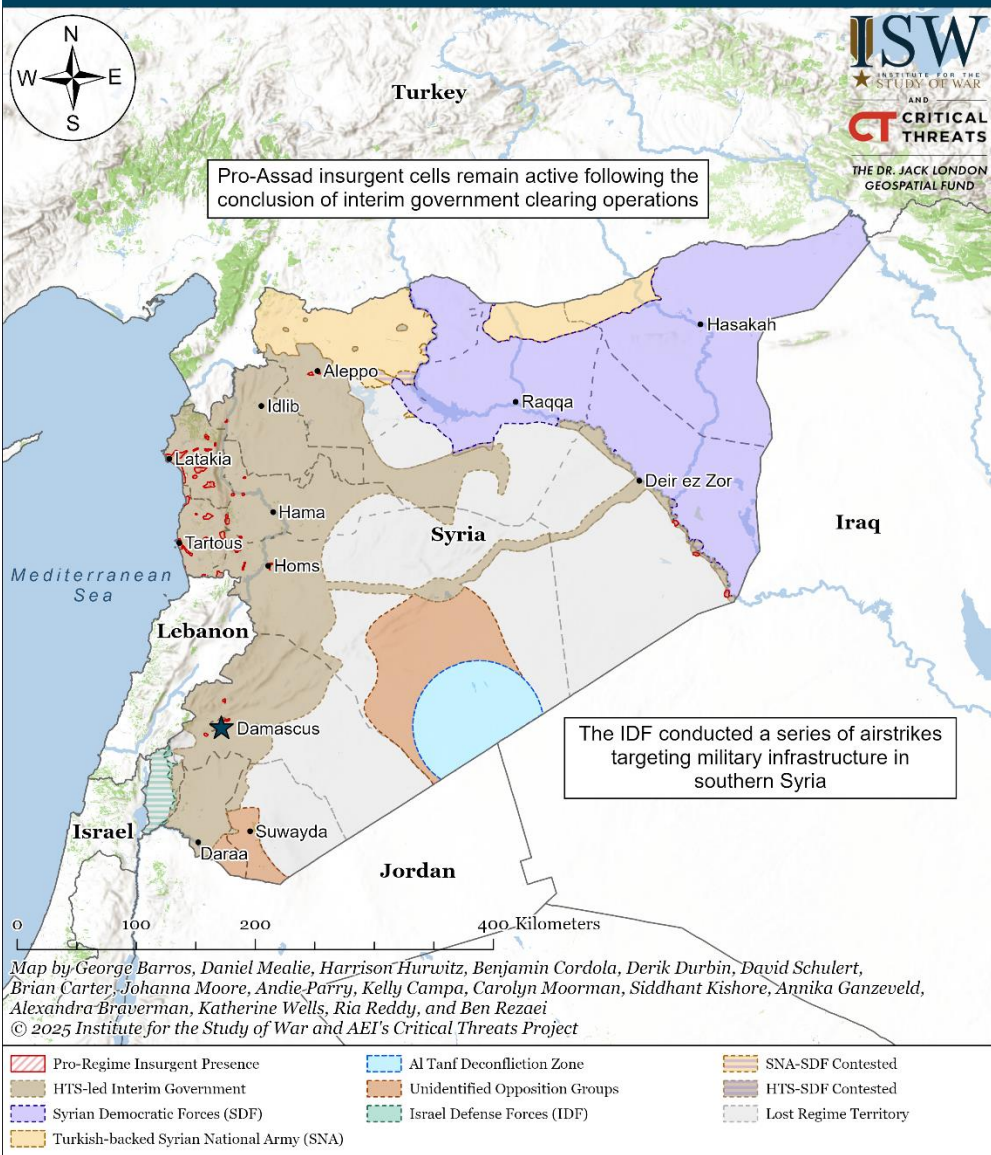 N
W E
S
ISW
INSTITUTE FOR THE
STUDY OF WAR
AND
CT CRITICAL
THREATS
THE DR. JACK LONDON
GEOSPATIAL FUND
Turkey
Pro-Assad insurgent cells remain active following the
conclusion of interim government clearing operations
Hasakah
Aleppo
Idlib
Raqqa
Latakia
Deir ez Zor
Hama
Syria
Iraq
Tartous
Homs
Mediterranean
Sea
Lebanon
Damascus
The IDF conducted a series of airstrikes
targeting military infrastructure in
southern Syria
Israel
Suwayda
Daraa
Jordan
0 100 200 400 Kilometers
Map by George Barros, Daniel Mealie, Harrison Hurwitz, Benjamin Cordola, Derik Durbin, David Schulert,
Brian Carter, Johanna Moore, Andie Parry, Kelly Campa, Carolyn Moorman, Siddhant Kishore, Annika Ganzeveld,
Alexandra Braverman, Katherine Wells, Ria Reddy, and Ben Rezaei
© 2025 Institute for the Study of War and AEI's Critical Threats Project
Pro-Regime Insurgent Presence
HTS-led Interim Government
Syrian Democratic Forces (SDF)
Turkish-backed Syrian National Army (SNA)
Al Tanf Deconfliction Zone
Unidentified Opposition Groups
Israel Defense Forces (IDF)
SNA-SDF Contested
HTS-SDF Contested
Lost Regime Territory